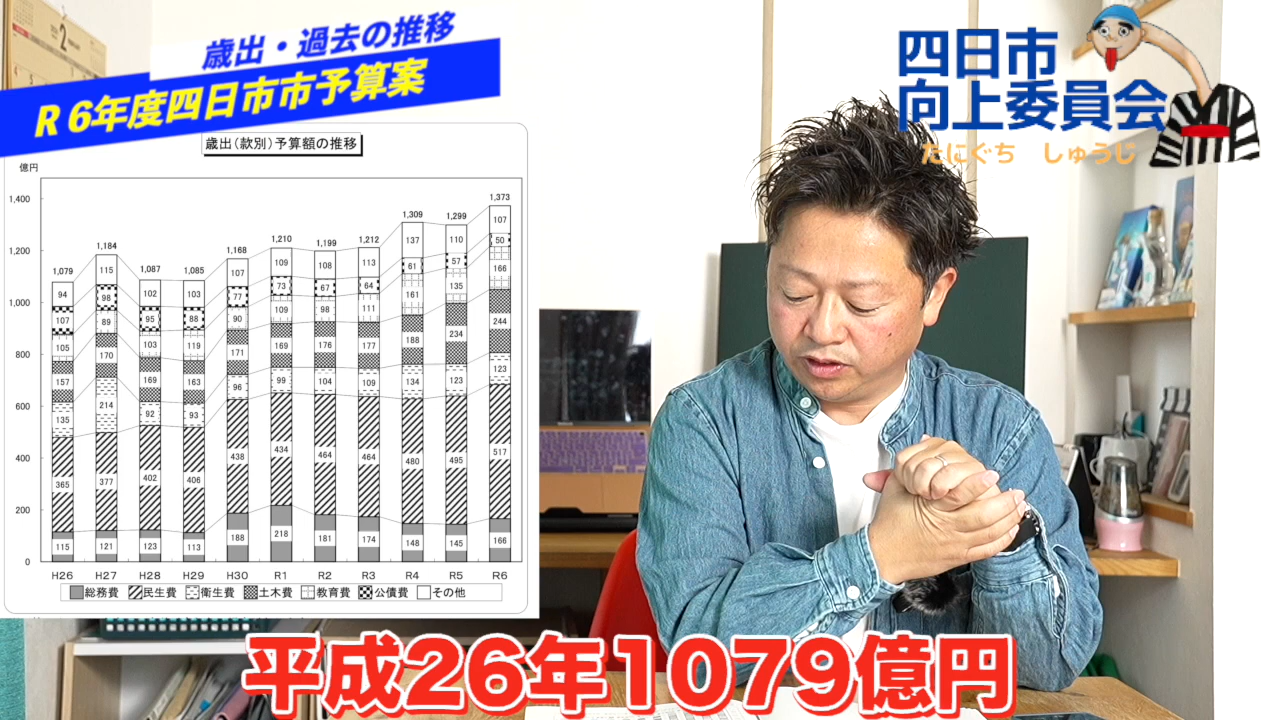 歳出・過去の推移
R6年度四日市市予算案
四日市
向上委員会
たにぐち しゅうじ
2
歳出(款別)予算額の推移
億円
1,400
1,200
1,000
800
600
400
200
0
1,079 1,184 1,087 1,085 1,168 1,210 1,199 1,212 1,309 1,299 1,373
94 115 102 103 107 109 108 113 137 110 107
107 98 95 88 77 73 67 64 61 57 50
105 89 103 119 90 109 98 111 161 135 166
157 170 169 163 171 169 176 177 188 234 244
135 214 92 93 96 99 104 109 134 123 123
365 377 402 406 438 434 464 464 480 495 517
115 121 123 113 188 218 181 174 148 145 166
H26 H27 H28 H29 H30 R1 R2 R3 R4 R5 R6
総務費 民生費 衛生費 土木費 教育費 公債費 その他
平成26年1079億円